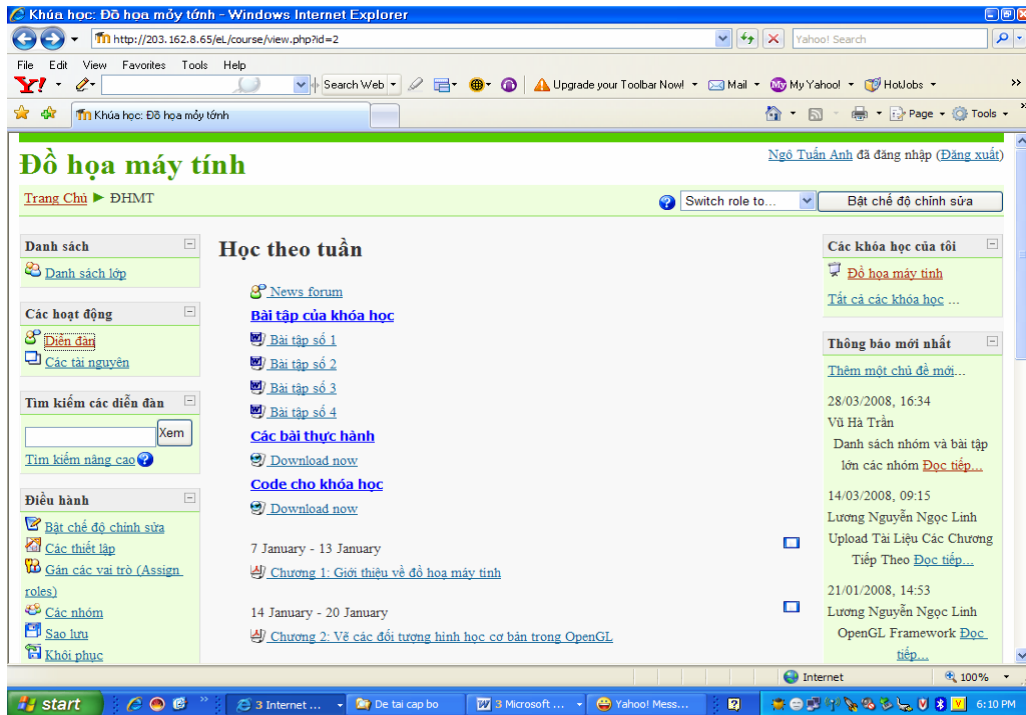 Khúa học: Đồ họa mỏy tớnh - Windows Internet Explorer
http://203.162.8.65/eL/course/view.php?id=2
Yahoo! Search
File Edit View Favorites Tools Help
Y! Search Web Upgrade your Toolbar Now! Mail My Yahoo! HotJobs
Khúa học: Đồ họa mỏy tớnh
Page Tools
Đồ họa máy tính
Ngô Tuấn Anh đã đăng nhập (Đăng xuất)
Trang Chủ ► ĐHMT
Switch role to...
Bật chế độ chỉnh sửa
Danh sách
Danh sách lớp
Các hoạt động
Diễn đàn
Các tài nguyên
Tìm kiếm các diễn đàn
Xem
Tìm kiếm nâng cao
Điều hành
Bật chế độ chỉnh sửa
Các thiết lập
Gán các vai trò (Assign
roles)
Các nhóm
Sao lưu
Khôi phục
Học theo tuần
News forum
Bài tập của khóa học
Bài tập số 1
Bài tập số 2
Bài tập số 3
Bài tập số 4
Các bài thực hành
Download now
Code cho khóa học
Download now
7 January - 13 January
Chương 1: Giới thiệu về đồ hoạ máy tính
14 January - 20 January
Chương 2: Vẽ các đối tượng hình học cơ bản trong OpenGL
Các khóa học của tôi
Đồ họa máy tính
Tất cả các khóa học ...
Thông báo mới nhất
Thêm một chủ đề mới...
28/03/2008, 16:34
Vũ Hà Trần
Danh sách nhóm và bài tập
lớn các nhóm Đọc tiếp...
14/03/2008, 09:15
Lương Nguyễn Ngọc Linh
Upload Tài Liệu Các Chương
Tiếp Theo Đọc tiếp...
21/01/2008, 14:53
Lương Nguyễn Ngọc Linh
OpenGL Framework Đọc
tiếp...
Internet 100%
start 3 Internet ... De tai cap bo 3 Microsoft ... Yahoo! Mess... 6:10 PM